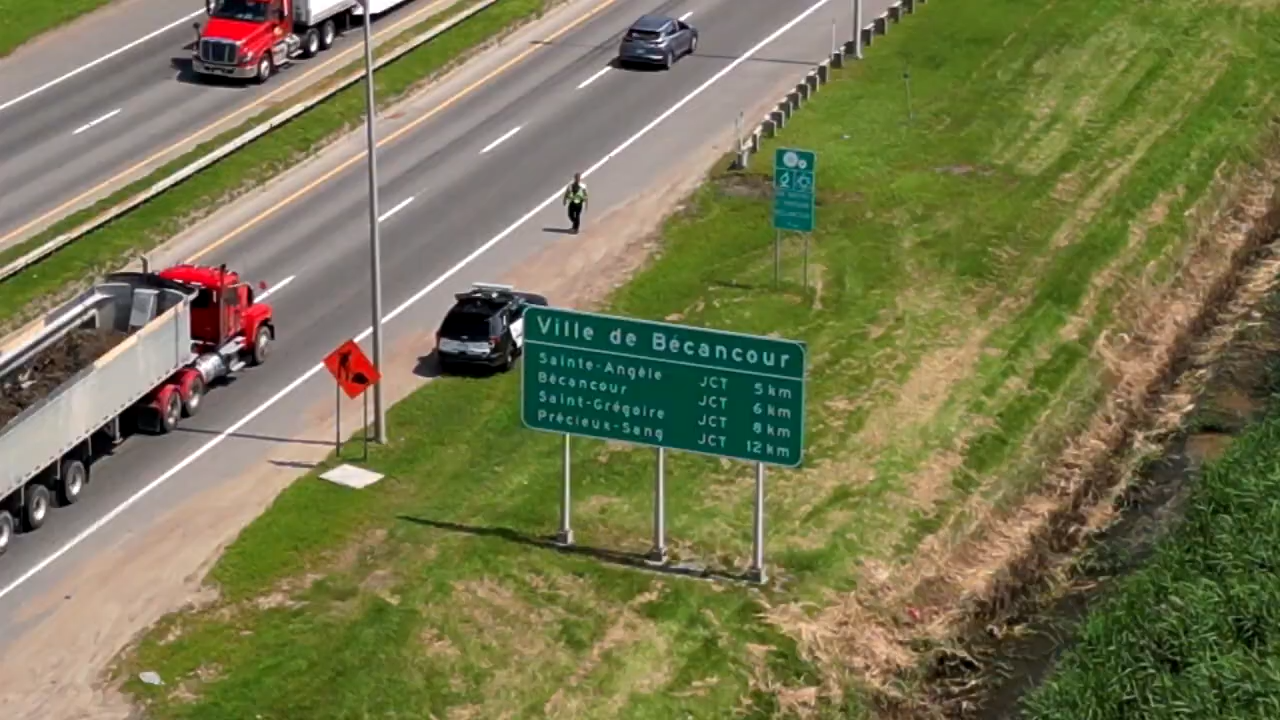 Ville de Bécancour
Sainte-Angèle JCT 5 km
Bécancour JCT 6 km
Saint-Grégoire JCT 8 km
Précieux-Sang JCT 12 km